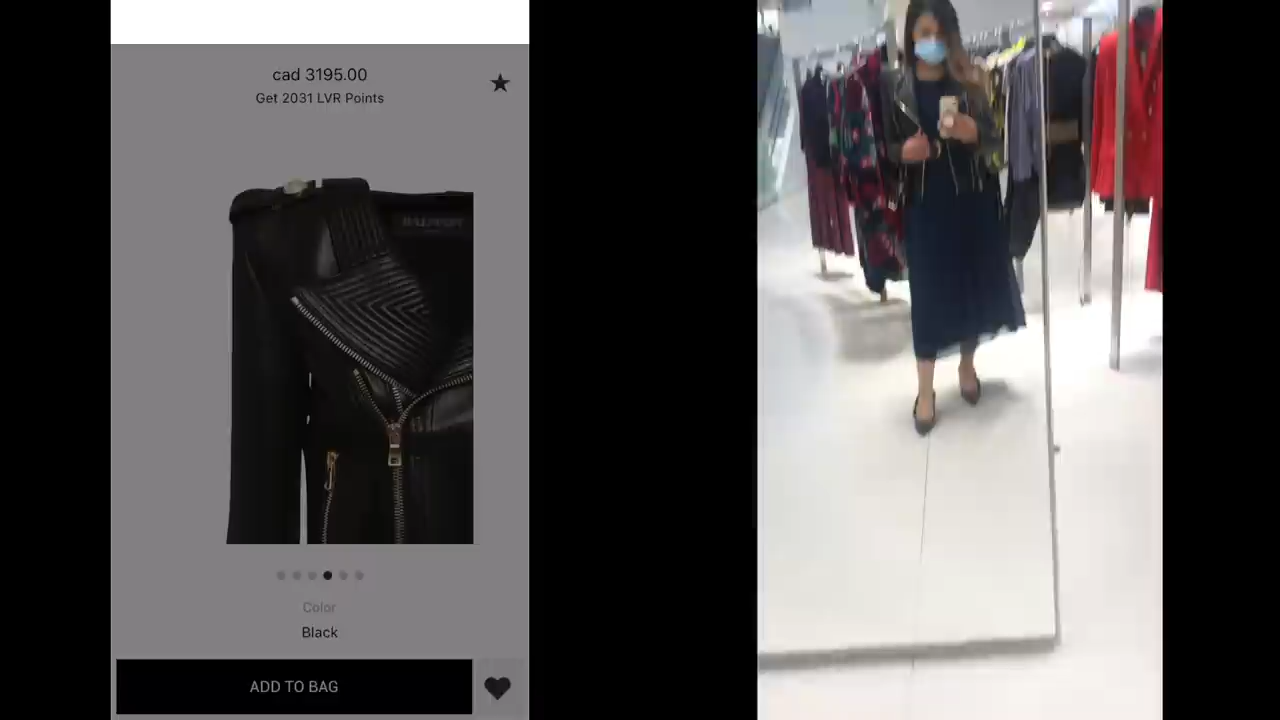 cad 3195.00
Get 2031 LVR Points
Color
Black
ADD TO BAG